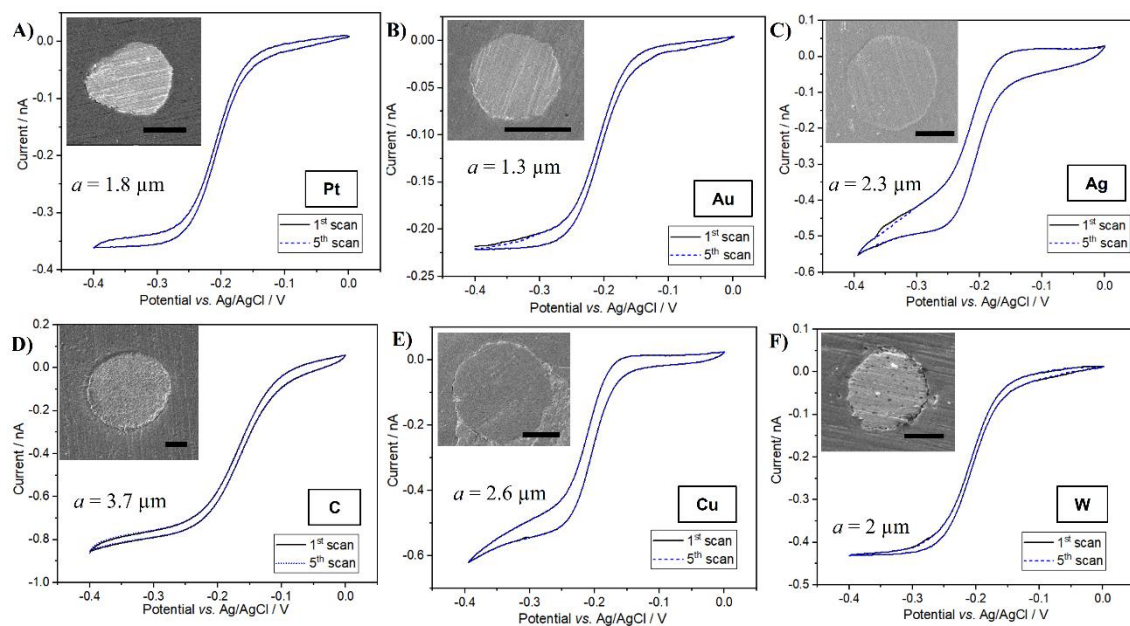 A)
Current / nA
0.0
-0.1
-0.2
-0.3
-0.4
a = 1.8 µm
Pt
1st scan
5th scan
-0.4 -0.3 -0.2 -0.1 0.0
Potential vs. Ag/AgCl / V
B)
Current / nA
0.00
-0.05
-0.10
-0.15
-0.20
-0.25
a = 1.3 µm
Au
1st scan
5th scan
-0.4 -0.3 -0.2 -0.1 0.0
Potential vs. Ag/AgCl / V
C)
Current / nA
0.1
0.0
-0.1
-0.2
-0.3
-0.4
-0.5
-0.6
a = 2.3 µm
Ag
1st scan
5th scan
-0.4 -0.3 -0.2 -0.1 0.0
Potential vs. Ag/AgCl / V
D)
Current / nA
0.2
0.0
-0.2
-0.4
-0.6
-0.8
-1.0
a = 3.7 µm
C
1st scan
5th scan
-0.4 -0.3 -0.2 -0.1 0.0
Potential vs. Ag/AgCl / V
E)
Current / nA
0.0
-0.2
-0.4
-0.6
a = 2.6 µm
Cu
1st scan
5th scan
-0.4 -0.3 -0.2 -0.1 0.0
Potential vs. Ag/AgCl / V
F)
Current/ nA
0.1
0.0
-0.1
-0.2
-0.3
-0.4
-0.5
a = 2 µm
W
1st scan
5th scan
-0.4 -0.3 -0.2 -0.1 0.0
Potential vs. Ag/AgCl / V